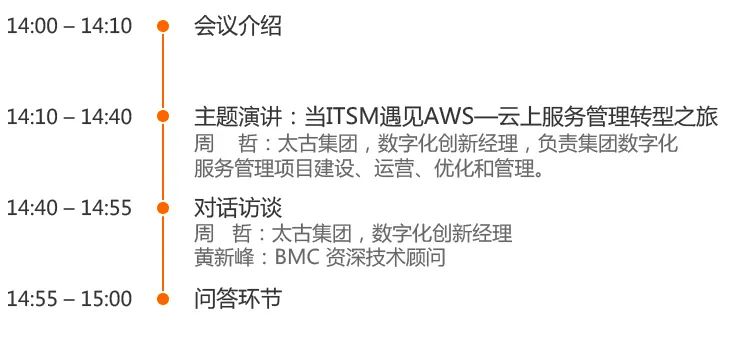 14:00 – 14:10 会议介绍
14:10 – 14:40 主题演讲：当ITSM遇见AWS—云上服务管理转型之旅
周 哲：太古集团，数字化创新经理，负责集团数字化
服务管理项目建设、运营、优化和管理。
14:40 – 14:55 对话访谈
周 哲：太古集团，数字化创新经理
黄新峰：BMC 资深技术顾问
14:55 – 15:00 问答环节